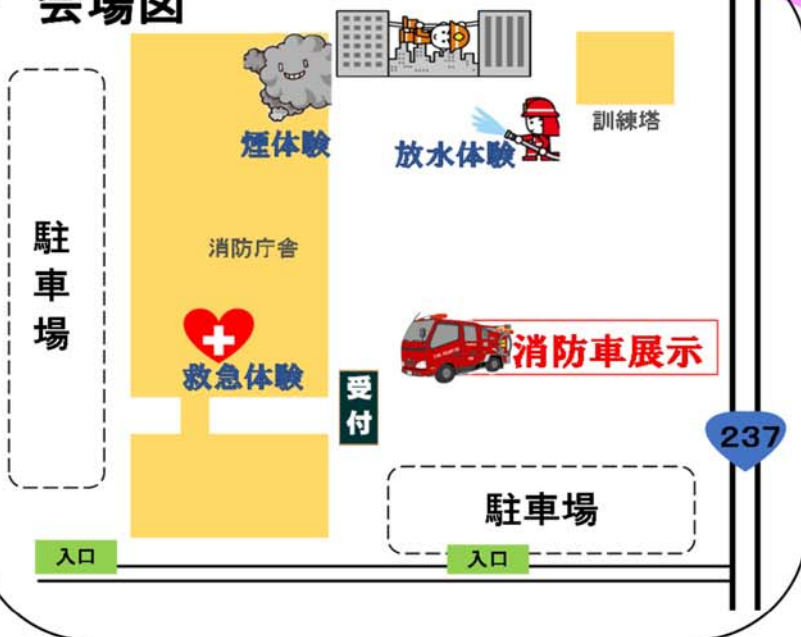 会場図
煙体験
放水体験
訓練塔
駐車場
消防庁舎
消防車展示
救急体験
受付
237
駐車場
入口
入口